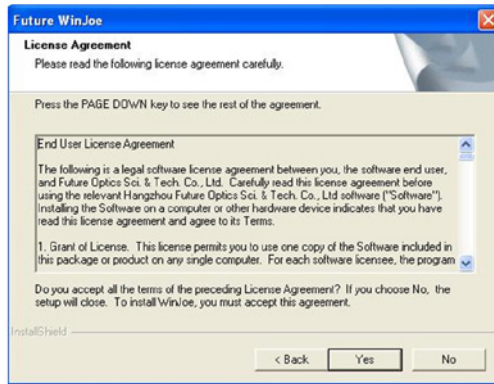 Future WinJoe
License Agreement
Please read the following license agreement carefully.
Press the PAGE DOWN key to see the rest of the agreement.
End User License Agreement
The following is a legal software license agreement between you, the software end user,
and Future Optics Sci. & Tech. Co., Ltd. Carefully read this license agreement before
using the relevant Hangzhou Future Optics Sci. & Tech. Co., Ltd software ("Software").
Installing the Software on a computer or other hardware device indicates that you have
read this license agreement and agree to its Terms.
1. Grant of License. This license permits you to use one copy of the Software included in
this package or product on any single computer. For each software licensee, the program
Do you accept all the terms of the preceding License Agreement? If you choose No, the
setup will close. To install WinJoe, you must accept this agreement.
InstallShield
< Back Yes No